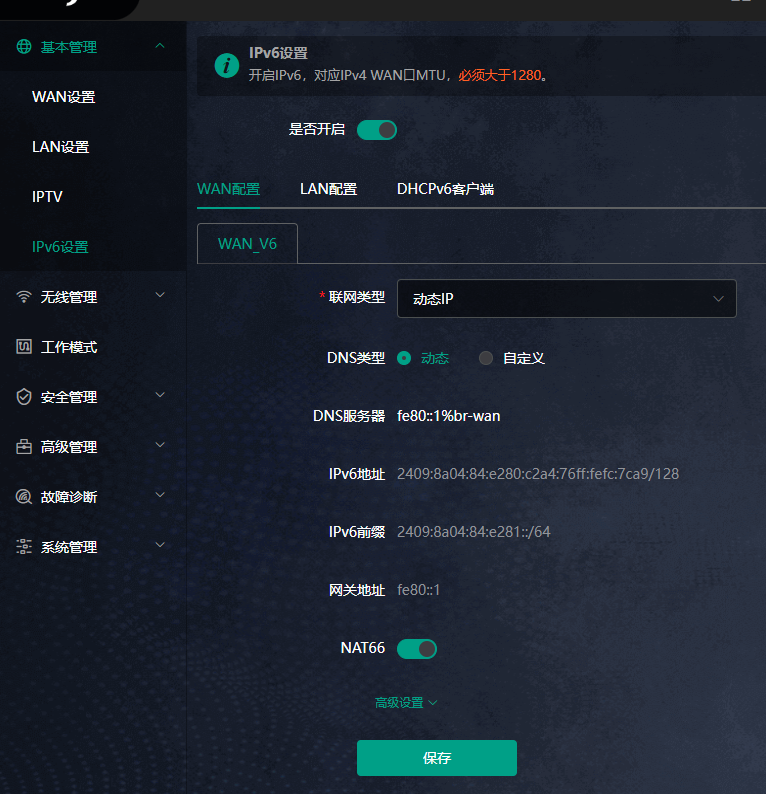 基本管理
WAN设置
LAN设置
IPTV
IPv6设置
无线管理
工作模式
安全管理
高级管理
故障诊断
系统管理
IPv6设置
开启IPv6，对应IPv4 WAN口MTU，必须大于1280。
是否开启
WAN配置 LAN配置 DHCPv6客户端
WAN_V6
* 联网类型 动态IP
DNS类型 动态 自定义
DNS服务器 fe80::1%br-wan
IPv6地址 2409:8a04:84:e280:c2a4:76ff:fefc:7ca9/128
IPv6前缀 2409:8a04:84:e281::/64
网关地址 fe80::1
NAT66
高级设置
保存